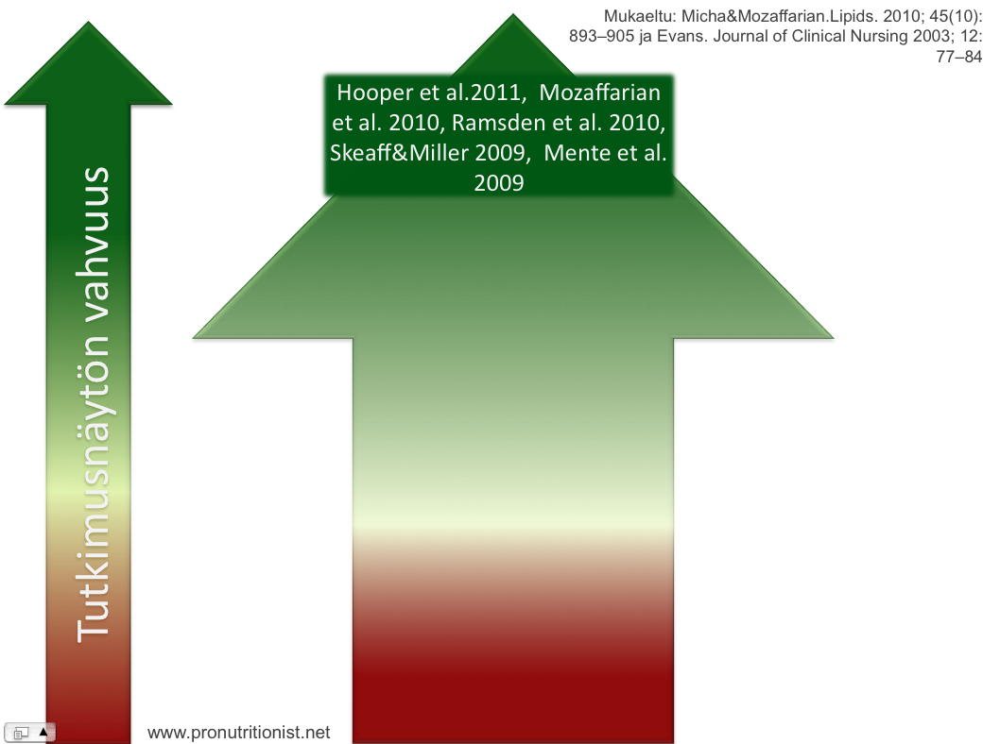 Mukaeltu: Micha&Mozaffarian.Lipids. 2010; 45(10):
893–905 ja Evans. Journal of Clinical Nursing 2003; 12:
77–84
Hooper et al.2011,  Mozaffarian
et al. 2010, Ramsden et al. 2010,
Skeaff&Miller 2009,  Mente et al.
2009
Tutkimusnäytön vahvuus
www.pronutritionist.net